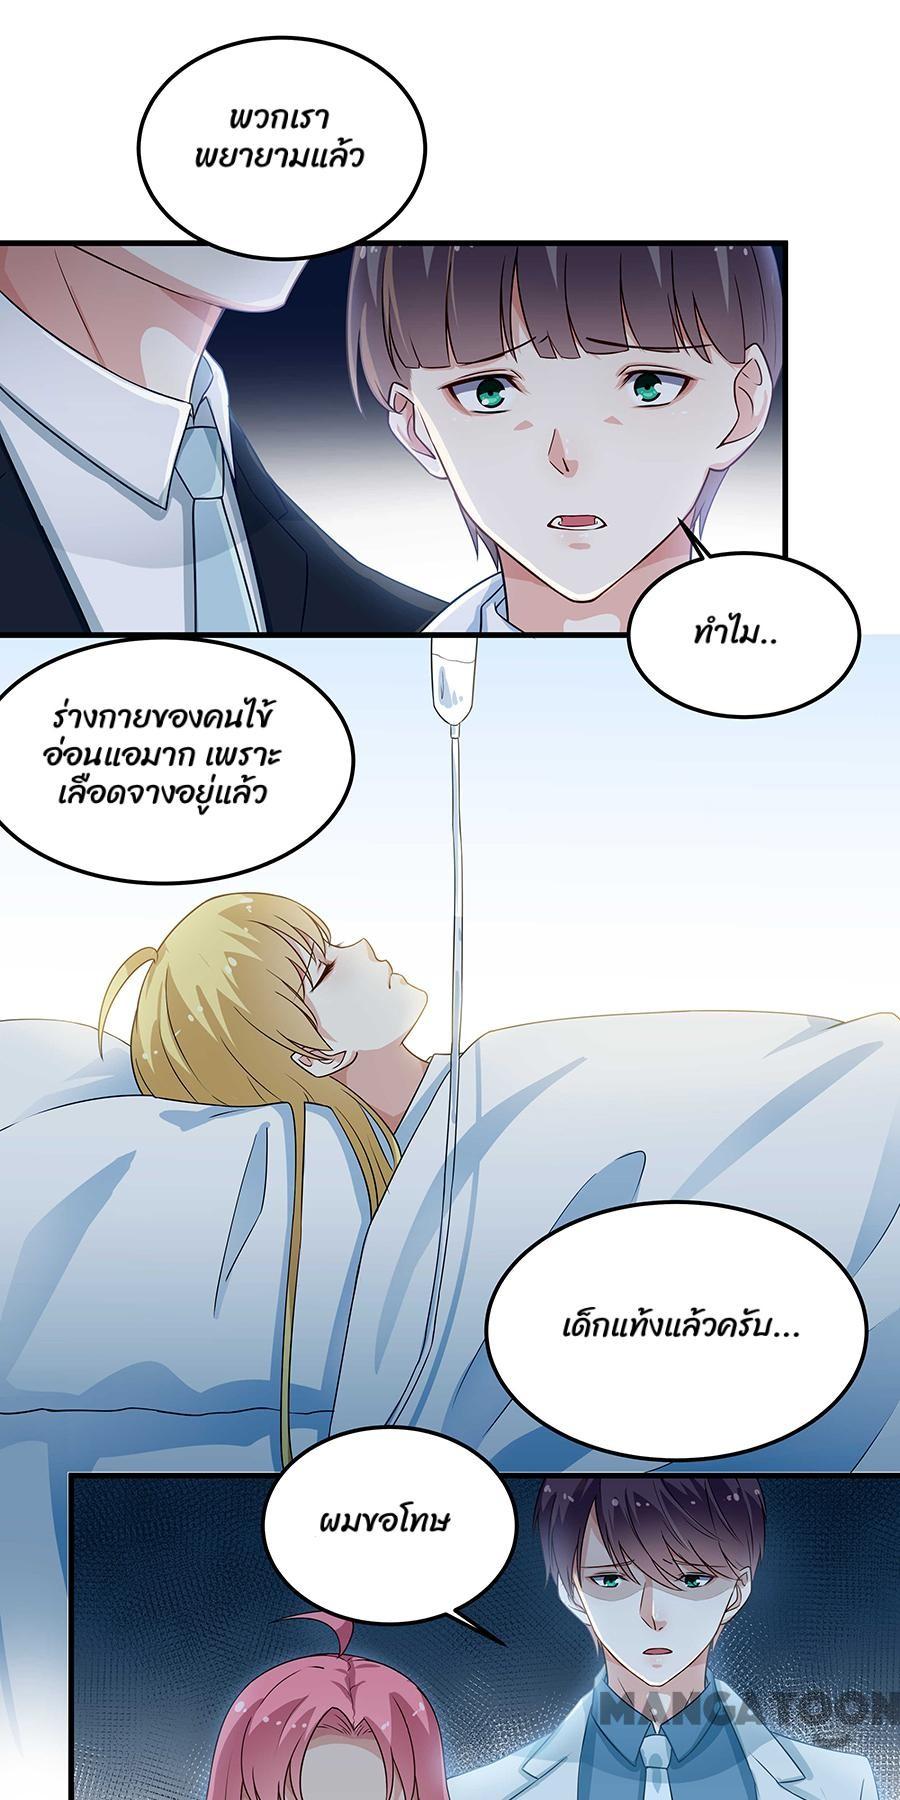 พวกเรา
พยายามแล้ว
ทำไม..
ร่างกายของคนไข้
อ่อนแอมาก เพราะ
เลือดจางอยู่แล้ว
เด็กแท้งแล้วครับ...
ผมขอโทษ
MANGATOON